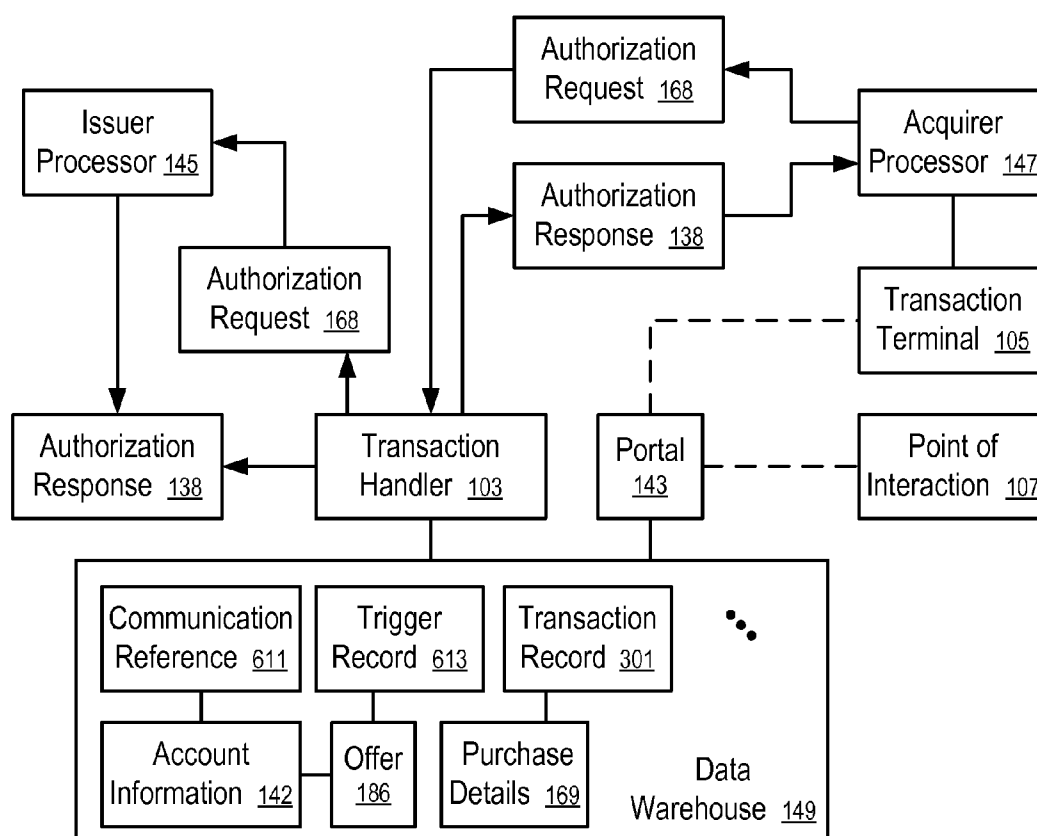 Authorization
Request 168
Issuer
Processor 145
Acquirer
Processor 147
Authorization
Response 138
Authorization
Request 168
Transaction
Terminal 105
Authorization
Response 138
Transaction
Handler 103
Portal
143
Point of
Interaction 107
Communication
Reference 611
Trigger
Record 613
Transaction
Record 301
Account
Information 142
Offer
186
Purchase
Details 169
Data
Warehouse 149